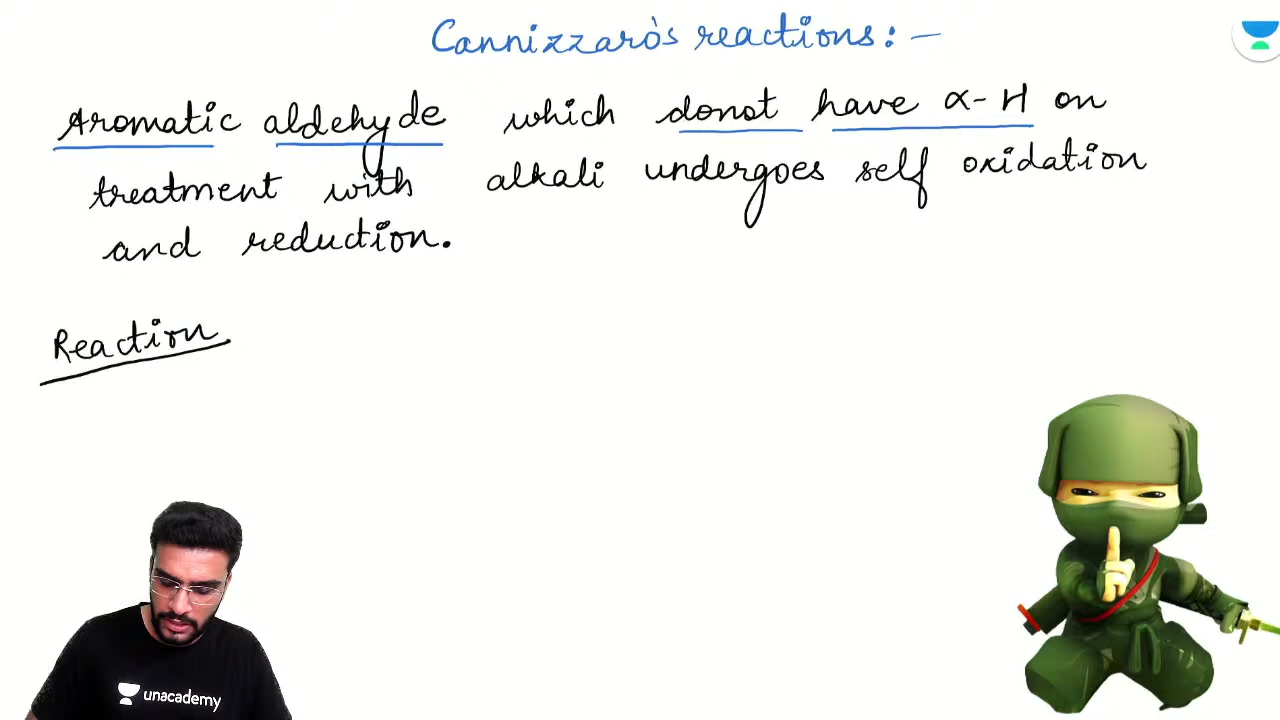 Cannizzaro's reactions :-
Aromatic aldehyde which donot have α-H on
treatment with alkali undergoes self oxidation
and reduction.
Reaction
unacademy